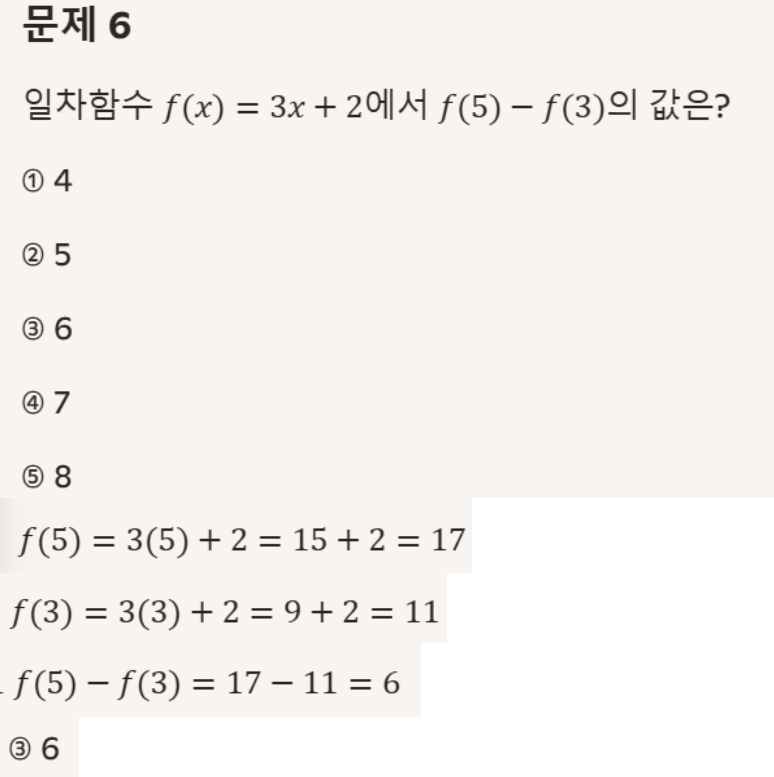 문제 6
일차함수 f(x) = 3x + 2에서 f(5) − f(3)의 값은?
① 4
② 5
③ 6
④ 7
⑤ 8
f(5) = 3(5) + 2 = 15 + 2 = 17
f(3) = 3(3) + 2 = 9 + 2 = 11
f(5) − f(3) = 17 − 11 = 6
③ 6